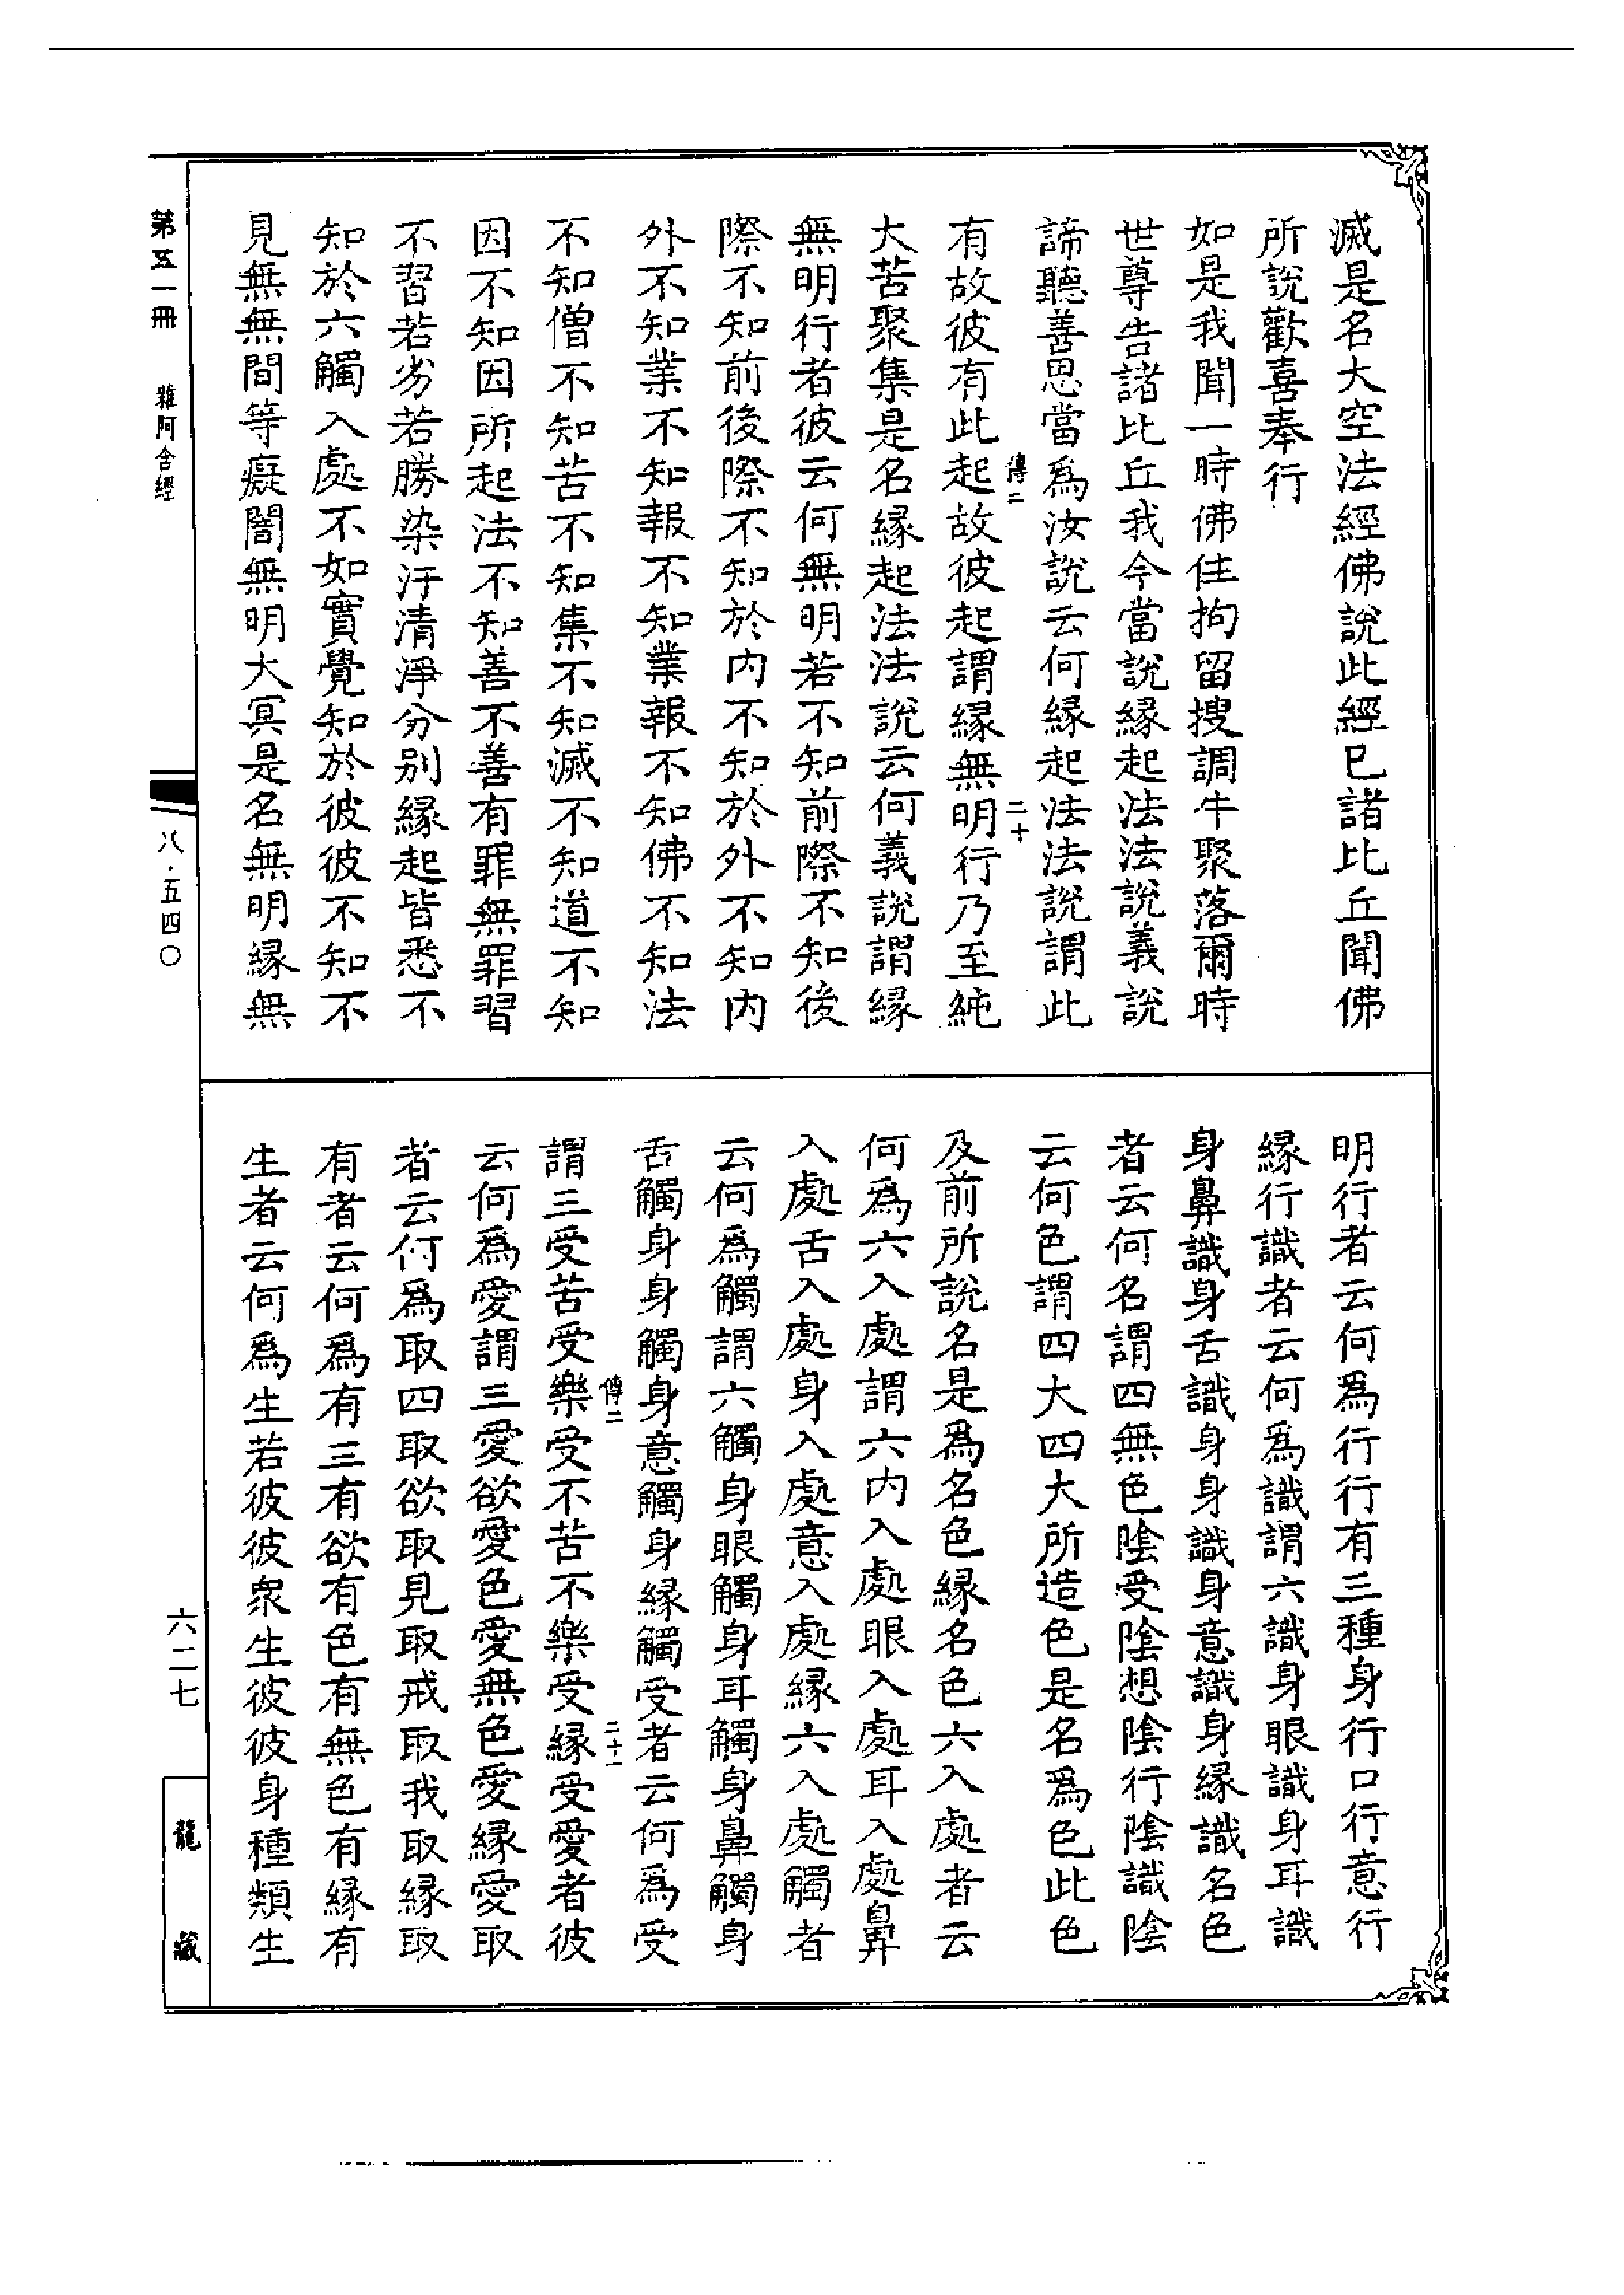 滅是名大空法經佛說此經巳諸比丘聞佛
所說歡喜奉行
如是我聞一時佛住拘留搜調牛聚落爾時
世尊告諸比丘我今當說緣起法法說義說
諦聽善思當爲汝說云何緣起法法說謂此
傳二
二十
有故彼有此起故彼起謂緣無明行乃至純
大苦聚集是名緣起法法說云何義說謂緣
無明行者彼云何無明若不知前際不知後
際不知前後際不知於內不知於外不知內
外不知業不知報不知業報不知佛不知法
不知僧不知苦不知集不知滅不知道不知
因不知因所起法不知善不善有罪無罪習
不習若劣若勝染汙清淨分別緣起皆悉不
知於六觸入處不如實覺知於彼彼不知不
見無無間等癡闇無明大冥是名無明緣無
明行者云何爲行行有三種身行口行意行
緣行識者云何爲識謂六識身眼識身耳識
身鼻識身舌識身身識身意識身緣識名色
者云何名謂四無色陰受陰想陰行陰識陰
云何色謂四大四大所造色是名爲色此色
及前所說名是爲名色緣名色六入處者云
何爲六入處謂六內入處眼入處耳入處鼻
入處舌入處身入處意入處緣六入處觸者
云何爲觸謂六觸身眼觸身耳觸身鼻觸身
舌觸身身觸身意觸身緣觸受者云何爲受
傳二
二十一
謂三受苦受樂受不苦不樂受緣受愛者彼
云何爲愛謂三愛欲愛色愛無色愛緣愛取
者云何爲取四取欲取見取戒取我取緣取
有者云何爲有三有欲有色有無色有緣有
生者云何爲生若彼彼衆生彼彼身種類生
第五一冊
雜阿含經
八·五四〇
六二七
龍藏